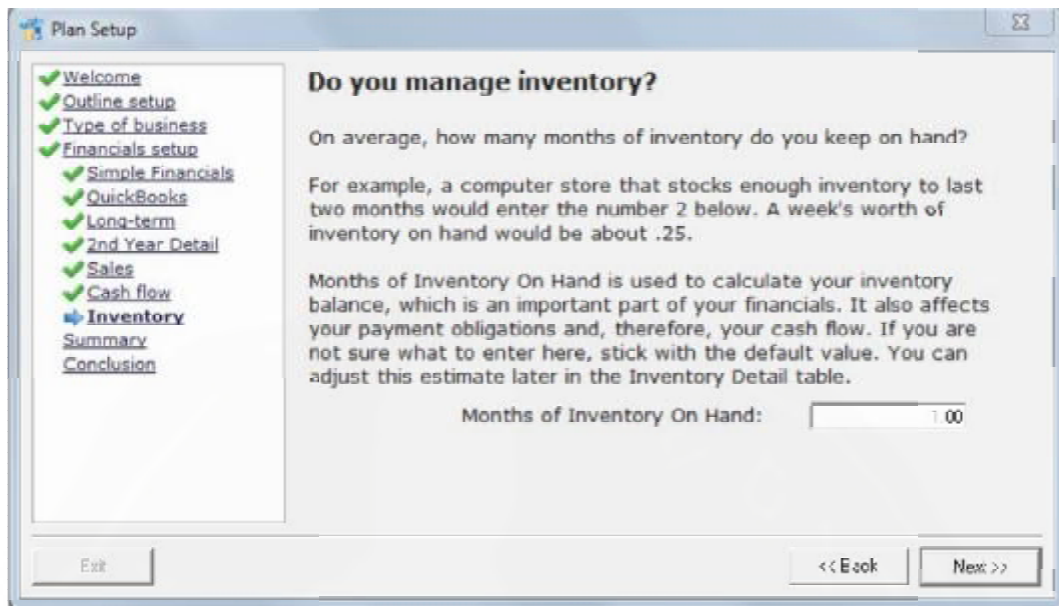 Plan Setup
Welcome
Outline setup
Type of business
Financials setup
Simple Financials
QuickBooks
Long-term
2nd Year Detail
Sales
Cash flow
Inventory
Summary
Conclusion
Do you manage inventory?
On average, how many months of inventory do you keep on hand?
For example, a computer store that stocks enough inventory to last
two months would enter the number 2 below. A week's worth of
inventory on hand would be about .25.
Months of Inventory On Hand is used to calculate your inventory
balance, which is an important part of your financials. It also affects
your payment obligations and, therefore, your cash flow. If you are
not sure what to enter here, stick with the default value. You can
adjust this estimate later in the Inventory Detail table.
Months of Inventory On Hand: 1.00
Exit
<< Back
Next >>